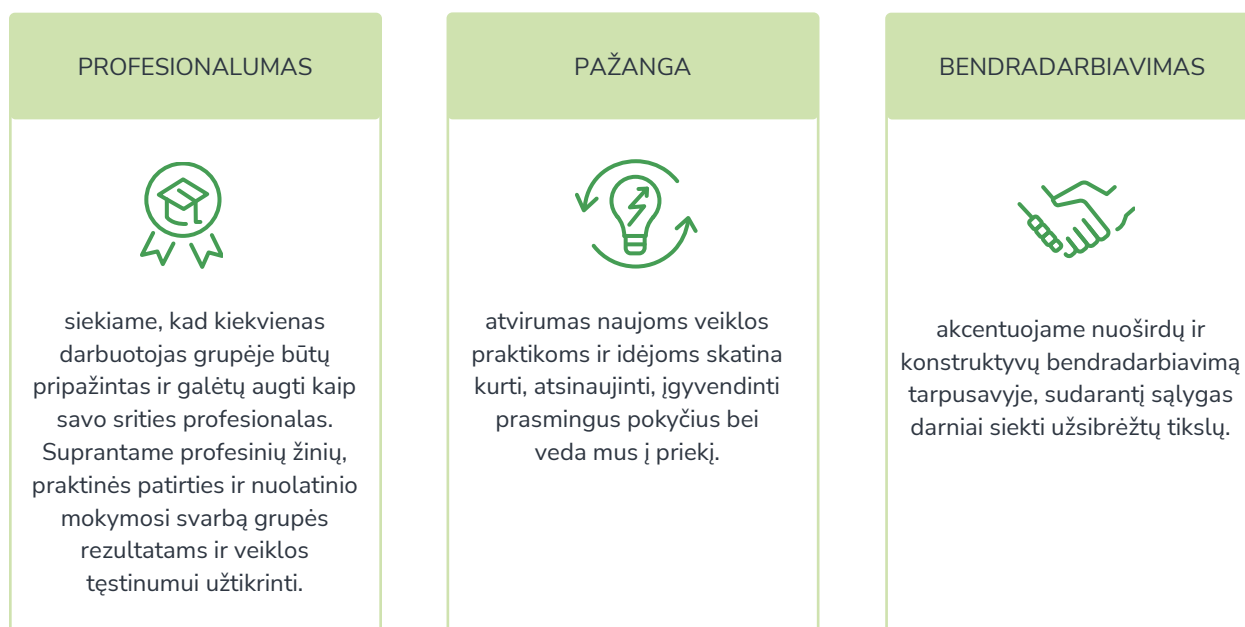 PROFESIONALUMAS
siekiame, kad kiekvienas
darbuotojas grupėje būtų
pripažintas ir galėtų augti kaip
savo srities profesionalas.
Suprantame profesinių žinių,
praktinės patirties ir nuolatinio
mokymosi svarbą grupės
rezultatams ir veiklos
tęstinumui užtikrinti.
PAŽANGA
atvirumas naujoms veiklos
praktikoms ir idėjoms skatina
kurti, atsinaujinti, įgyvendinti
prasmingus pokyčius bei
veda mus į priekį.
BENDRADARBIAVIMAS
akcentuojame nuoširdų ir
konstruktyvų bendradarbiavimą
tarpusavyje, sudarantį sąlygas
darniai siekti užsibrėžtų tikslų.